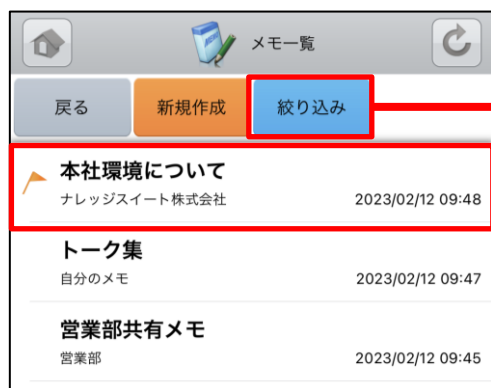 メモ一覧
戻る 新規作成 絞り込み
本社環境について
ナレッジスイート株式会社 2023/02/12 09:48
トーク集
自分のメモ 2023/02/12 09:47
営業部共有メモ
営業部 2023/02/12 09:45